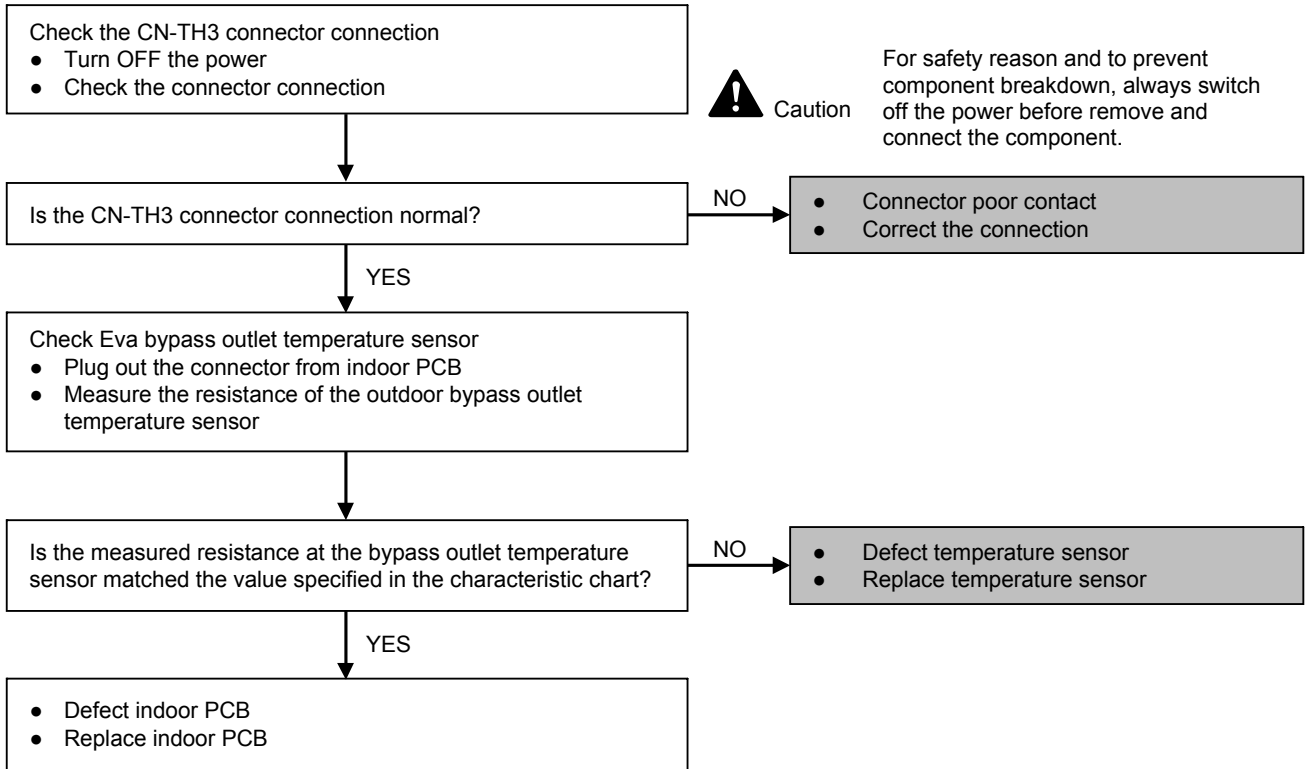 Check the CN-TH3 connector connection
● Turn OFF the power
● Check the connector connection
Caution
For safety reason and to prevent
component breakdown, always switch
off the power before remove and
connect the component.
Is the CN-TH3 connector connection normal?
NO
● Connector poor contact
● Correct the connection
YES
Check Eva bypass outlet temperature sensor
● Plug out the connector from indoor PCB
● Measure the resistance of the outdoor bypass outlet
temperature sensor
Is the measured resistance at the bypass outlet temperature
sensor matched the value specified in the characteristic chart?
NO
● Defect temperature sensor
● Replace temperature sensor
YES
● Defect indoor PCB
● Replace indoor PCB